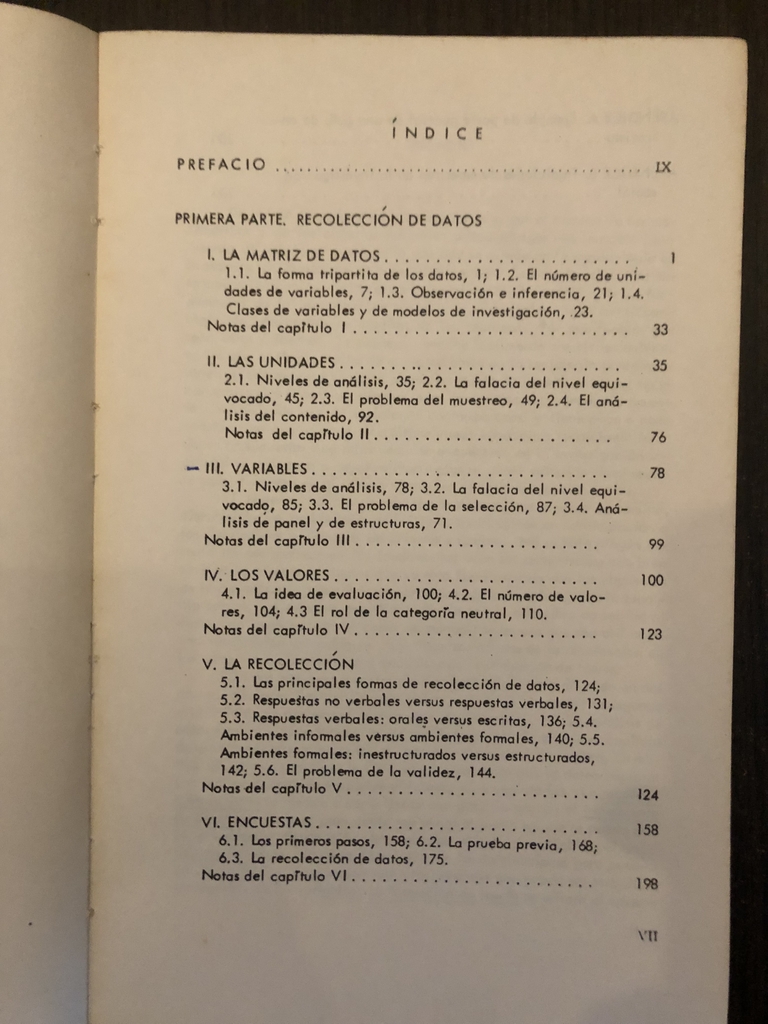 ÍNDICE
PREFACIO ........................................... IX
PRIMERA PARTE. RECOLECCIÓN DE DATOS
I. LA MATRIZ DE DATOS......................... 1
1.1. La forma tripartita de los datos, 1; 1.2. El número de uni-
dades de variables, 7; 1.3. Observación e inferencia, 21; 1.4.
Clases de variables y de modelos de investigación, 23.
Notas del capítulo I........................... 33
II. LAS UNIDADES............................ 35
2.1. Niveles de análisis, 35; 2.2. La falacia del nivel equi-
vocado, 45; 2.3. El problema del muestreo, 49; 2.4. El aná-
lisis del contenido, 92.
Notas del capítulo II........................ 76
III. VARIABLES.............................. 78
3.1. Niveles de análisis, 78; 3.2. La falacia del nivel equi-
vocado, 85; 3.3. El problema de la selección, 87; 3.4. Aná-
lisis de panel y de estructuras, 71.
Notas del capítulo III........................ 99
IV. LOS VALORES.......................... 100
4.1. La idea de evaluación, 100; 4.2. El número de valo-
res, 104; 4.3 El rol de la categoría neutral, 110.
Notas del capítulo IV........................ 123
V. LA RECOLECCIÓN
5.1. Las principales formas de recolección de datos, 124;
5.2. Respuestas no verbales versus respuestas verbales, 131;
5.3. Respuestas verbales: orales versus escritas, 136; 5.4.
Ambientes informales versus ambientes formales, 140; 5.5.
Ambientes formales: inestructurados versus estructurados,
142; 5.6. El problema de la validez, 144.
Notas del capítulo V......................... 124
VI. ENCUESTAS............................ 158
6.1. Los primeros pasos, 158; 6.2. La prueba previa, 168;
6.3. La recolección de datos, 175.
Notas del capítulo VI........................ 198
VII